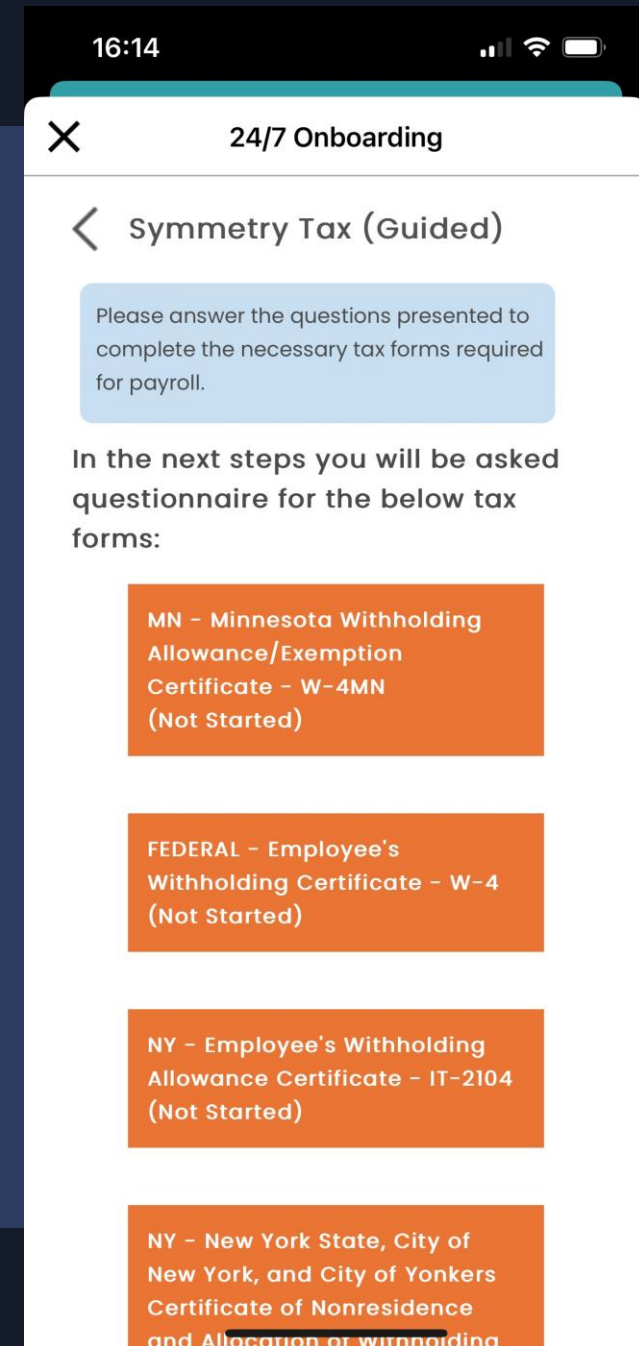 16:14
24/7 Onboarding
Symmetry Tax (Guided)
Please answer the questions presented to
complete the necessary tax forms required
for payroll.
In the next steps you will be asked
questionnaire for the below tax
forms:
MN - Minnesota Withholding
Allowance/Exemption
Certificate - W-4MN
(Not Started)
FEDERAL - Employee's
Withholding Certificate - W-4
(Not Started)
NY - Employee's Withholding
Allowance Certificate - IT-2104
(Not Started)
NY - New York State, City of
New York, and City of Yonkers
Certificate of Nonresidence
and Allocation of Withholding